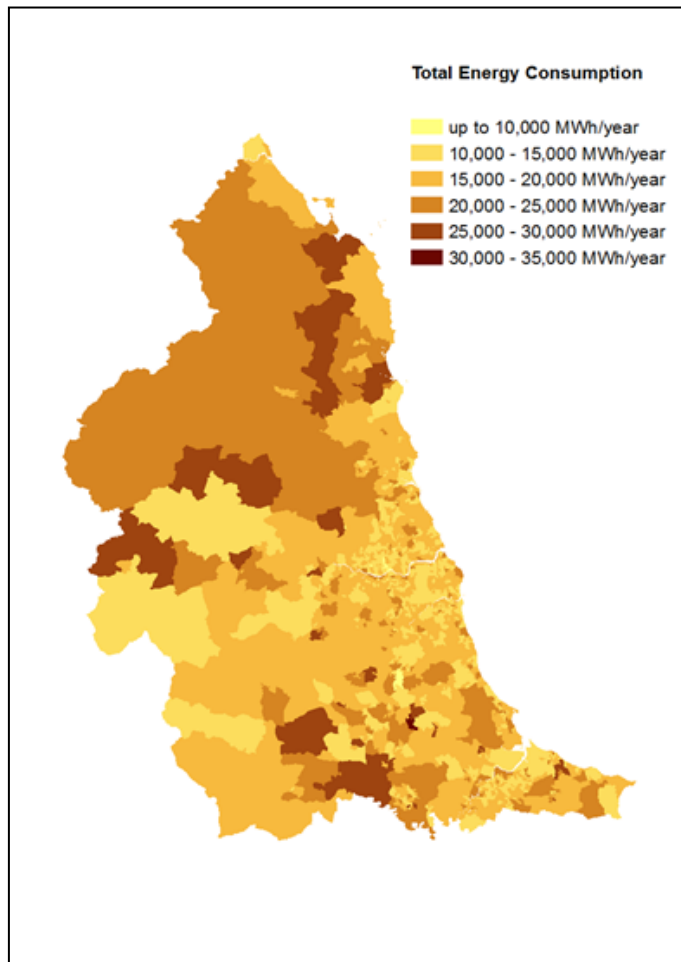 Total Energy Consumption
up to 10,000 MWh/year
10,000 - 15,000 MWh/year
15,000 - 20,000 MWh/year
20,000 - 25,000 MWh/year
25,000 - 30,000 MWh/year
30,000 - 35,000 MWh/year